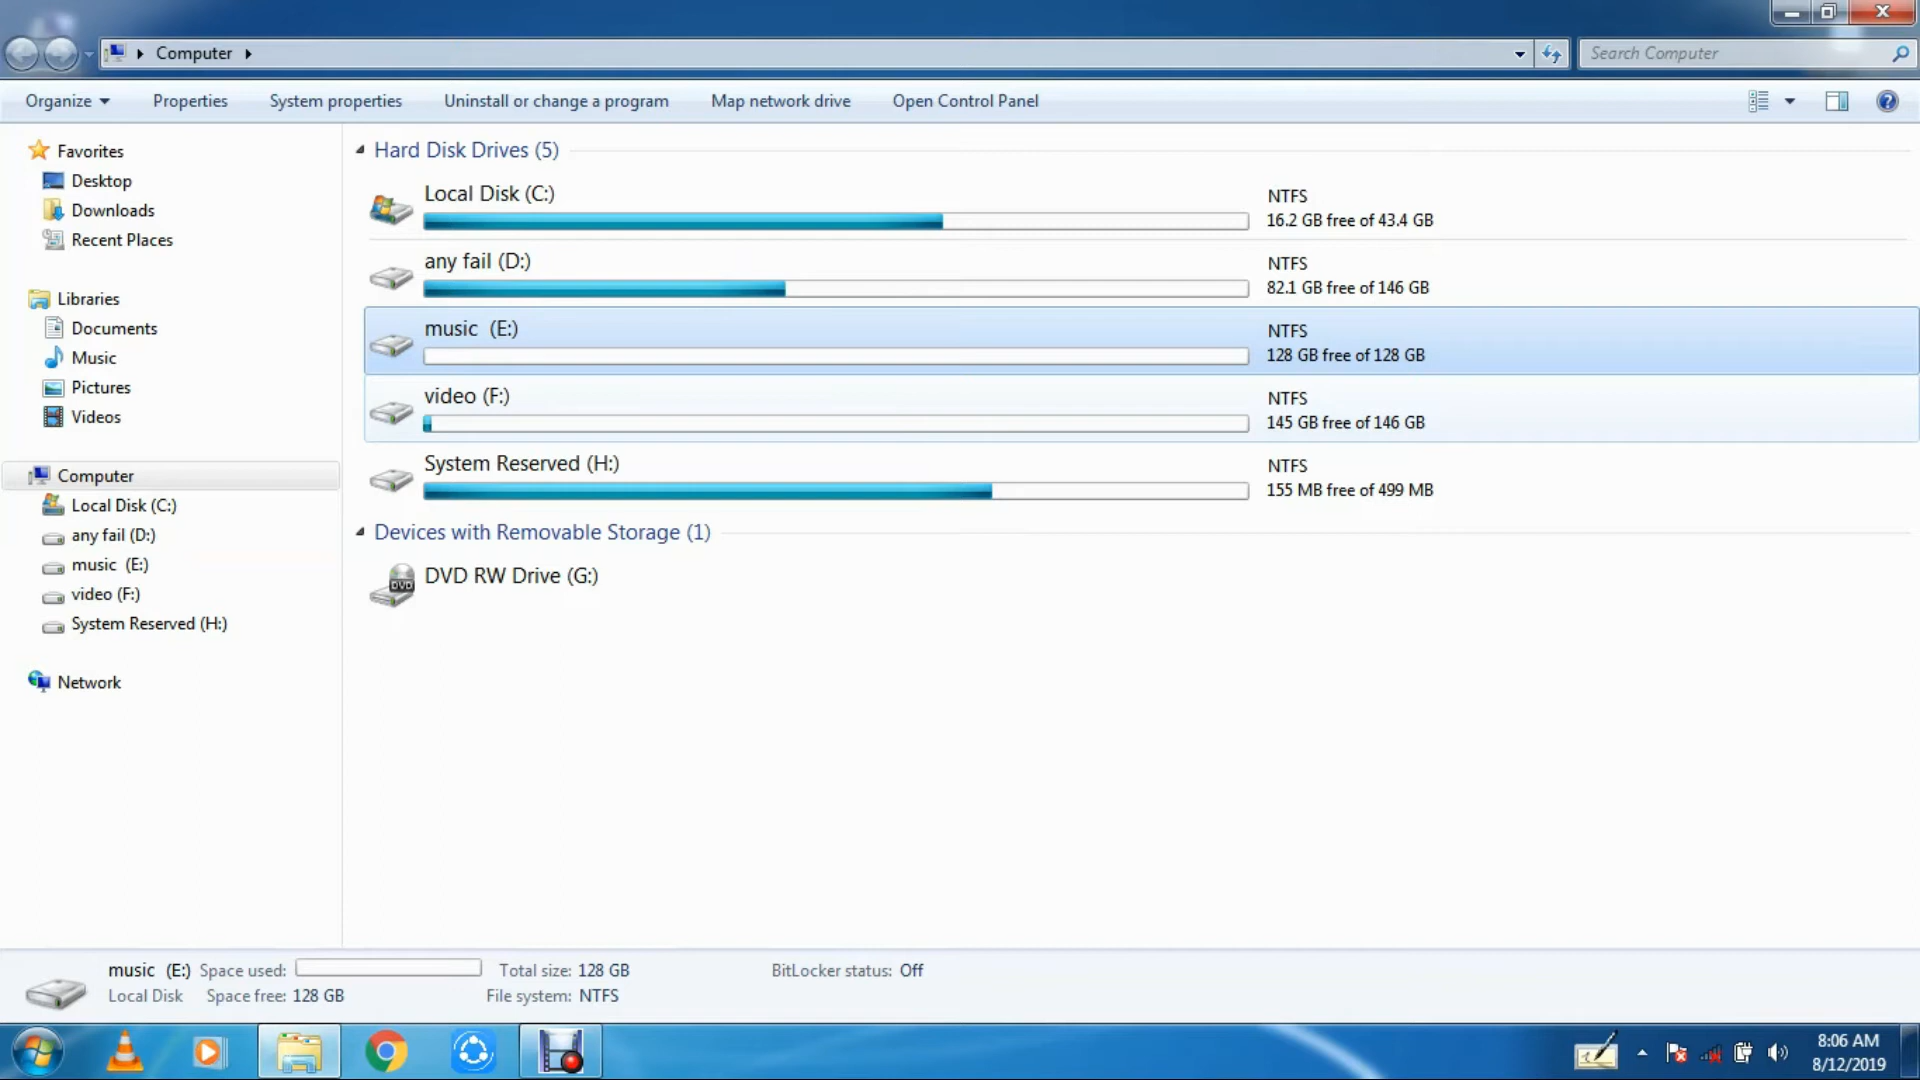 Computer
Search Computer
Organize
Properties
System properties
Uninstall or change a program
Map network drive
Open Control Panel
Favorites
Desktop
Downloads
Recent Places
Libraries
Documents
Music
Pictures
Videos
Computer
Local Disk (C:)
any fail (D:)
music  (E:)
video (F:)
System Reserved (H:)
Network
Hard Disk Drives (5)
Local Disk (C:)
NTFS
16.2 GB free of 43.4 GB
any fail (D:)
NTFS
82.1 GB free of 146 GB
music  (E:)
NTFS
128 GB free of 128 GB
video (F:)
NTFS
145 GB free of 146 GB
System Reserved (H:)
NTFS
155 MB free of 499 MB
Devices with Removable Storage (1)
DVD
DVD RW Drive (G:)
music  (E:) Space used: Total size: 128 GB BitLocker status: Off
Local Disk Space free: 128 GB File system: NTFS
8:06 AM
8/12/2019